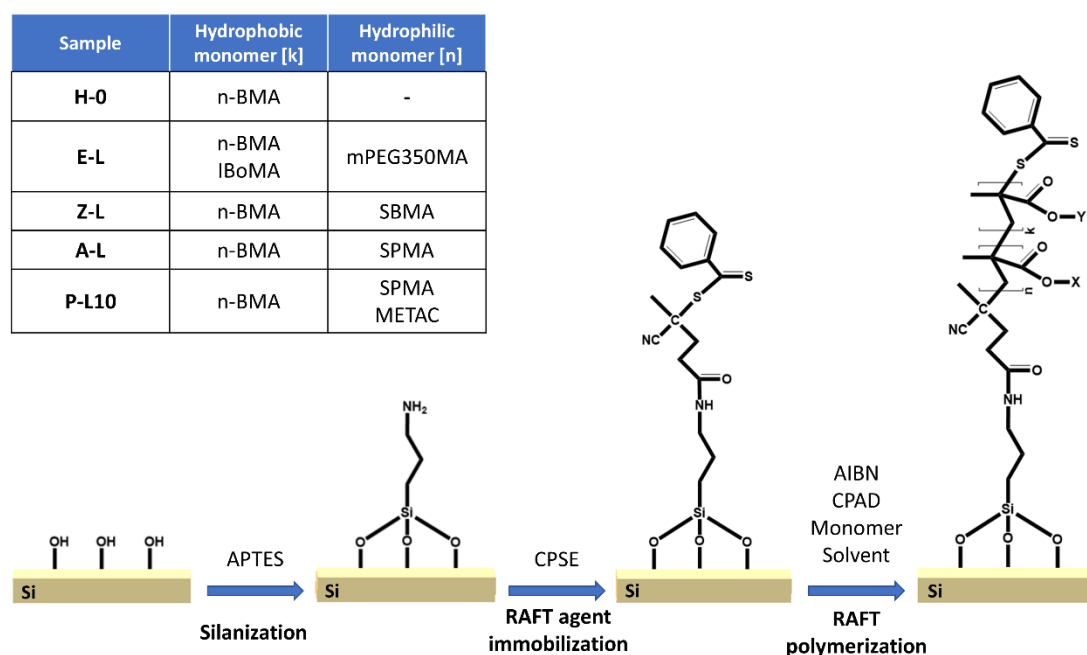 Sample
Hydrophobic
monomer [k]
Hydrophilic
monomer [n]
H-0
n-BMA
-
E-L
n-BMA
IBoMA
mPEG350MA
Z-L
n-BMA
SBMA
A-L
n-BMA
SPMA
P-L10
n-BMA
SPMA
METAC
OH
OH
OH
Si
APTES
Silanization
NH2
Si
O
O
O
Si
CPSE
RAFT agent
immobilization
S
S
C
NC
O
NH
Si
O
O
O
Si
AIBN
CPAD
Monomer
Solvent
RAFT
polymerization
S
S
O
O-Y
k
O
O-X
n
C
NC
O
NH
Si
O
O
O
Si